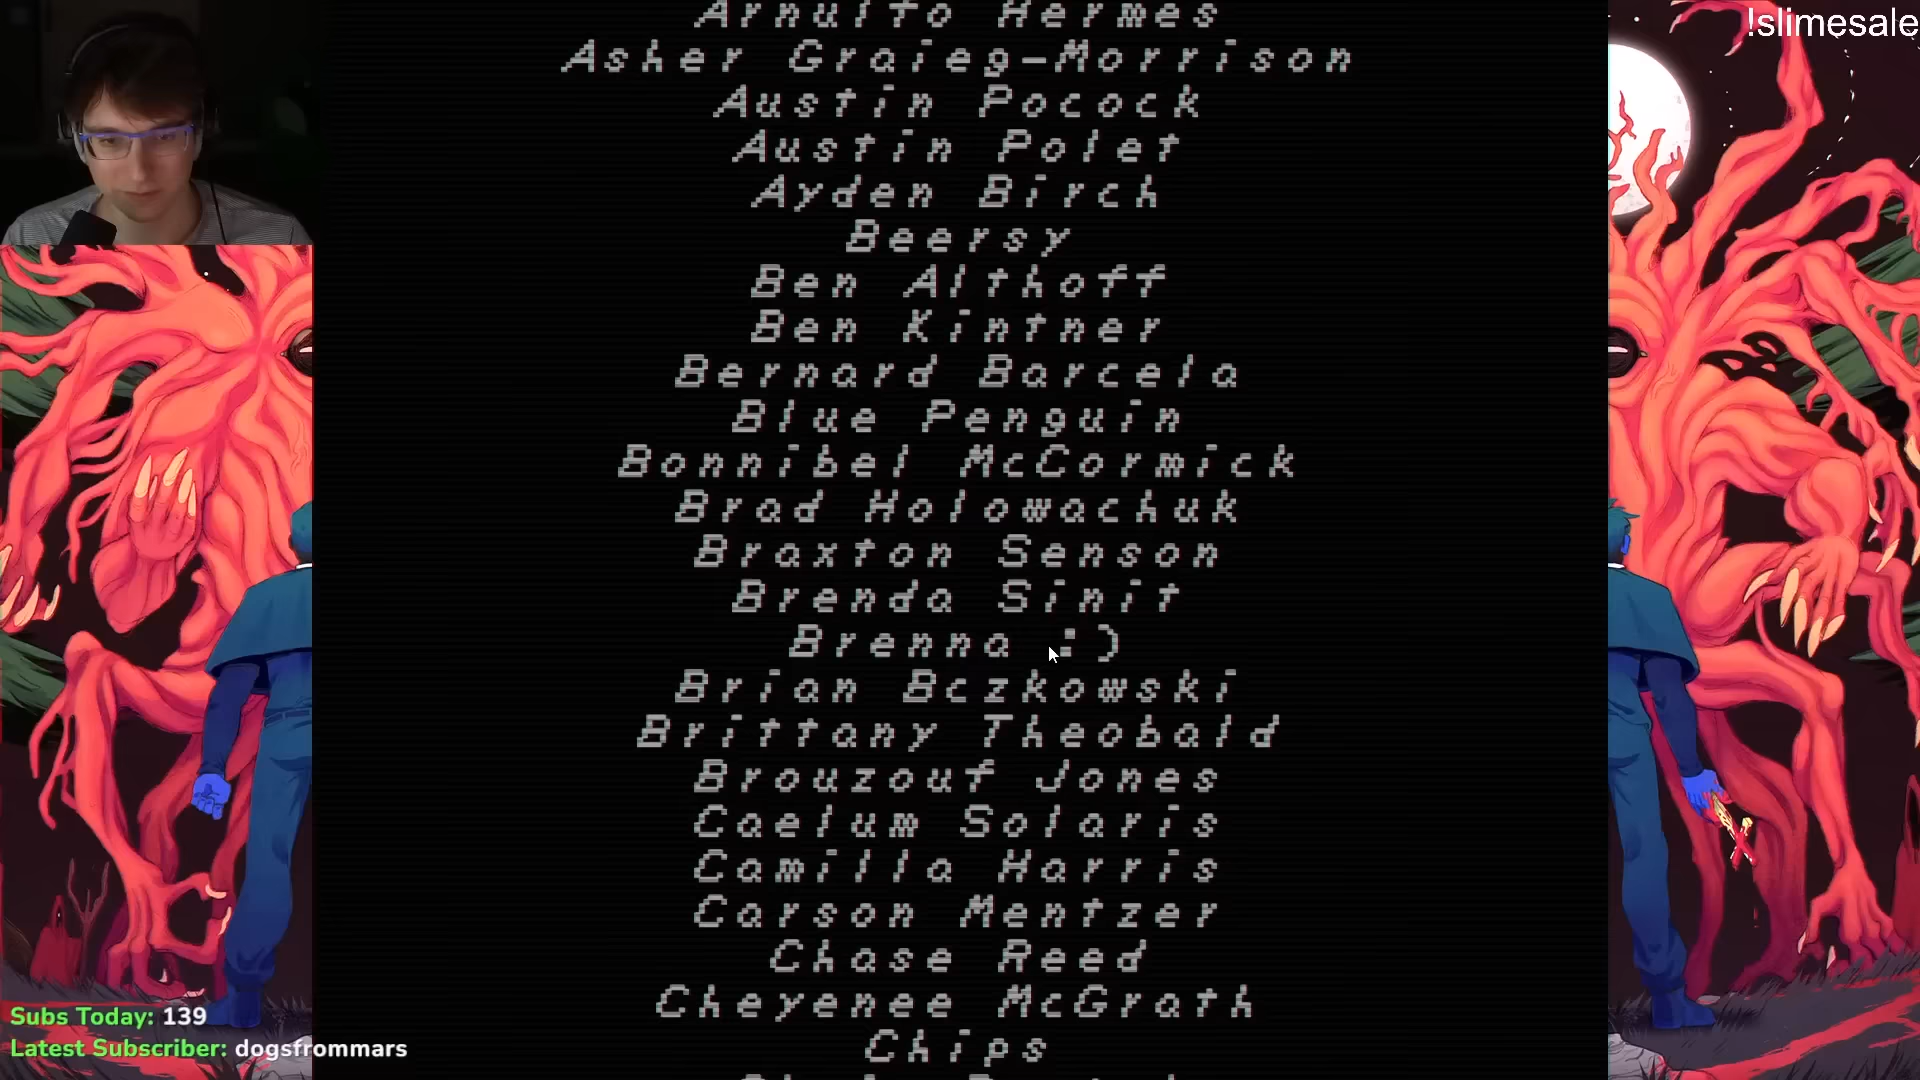 !slimesale
Arnulfo Hermes
Asher Graieg-Morrison
Austin Pocock
Austin Polet
Ayden Birch
Beersy
Ben Althoff
Ben Kintner
Bernard Barcela
Blue Penguin
Bonnibel McCormick
Brad Holowachuk
Braxton Senson
Brenda Sinit
Brenna :)
Brian Bczkowski
Brittany Theobald
Brouzouf Jones
Caelum Solaris
Camilla Harris
Carson Mentzer
Chase Reed
Cheyenee McGrath
Chips
Subs Today: 139
Latest Subscriber: dogsfrommars